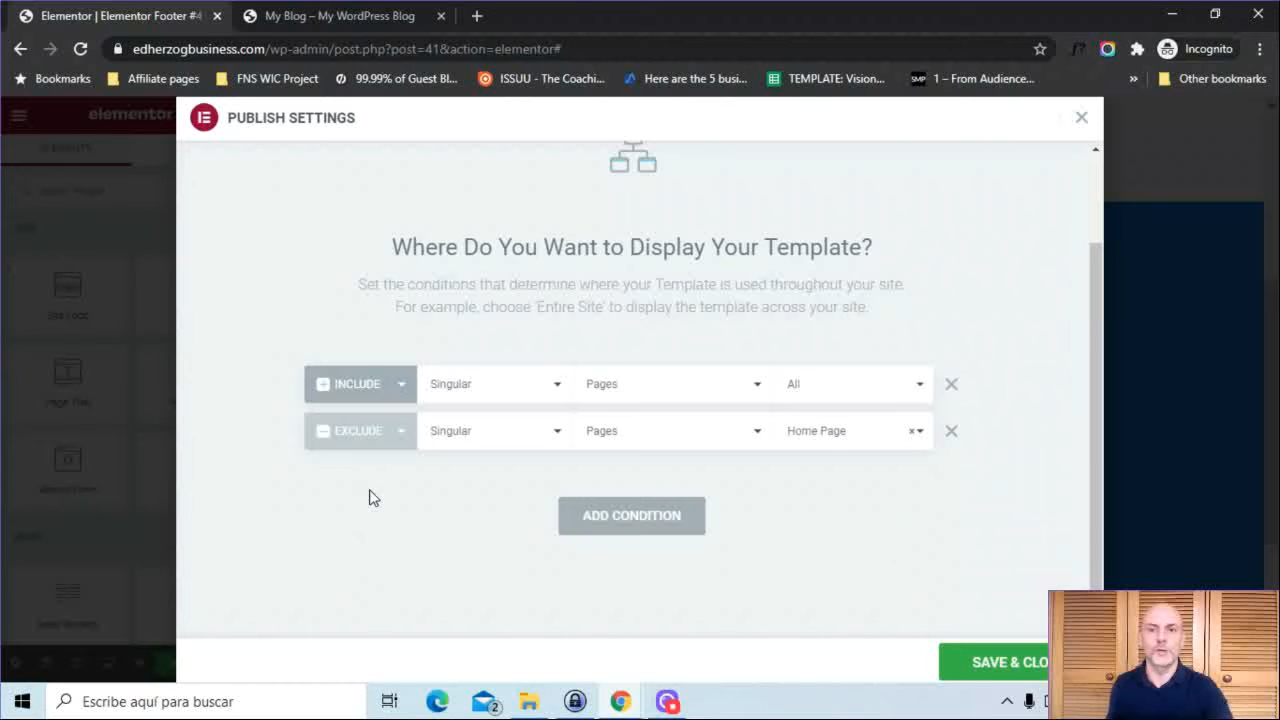 Elementor | Elementor Footer #4
My Blog – My WordPress Blog
edherzogbusiness.com/wp-admin/post.php?post=41&action=elementor#
f?
Incognito
Bookmarks
Affiliate pages
FNS WIC Project
99.99% of Guest Bl...
ISSUU - The Coachi...
Here are the 5 busi...
TEMPLATE: Vision...
SMP
1 – From Audience...
»
Other bookmarks
elementor
PUBLISH SETTINGS
Where Do You Want to Display Your Template?
Set the conditions that determine where your Template is used throughout your site.
For example, choose 'Entire Site' to display the template across your site.
INCLUDE Singular Pages All
EXCLUDE Singular Pages Home Page
ADD CONDITION
SAVE & CLO
Escribe aquí para buscar
2